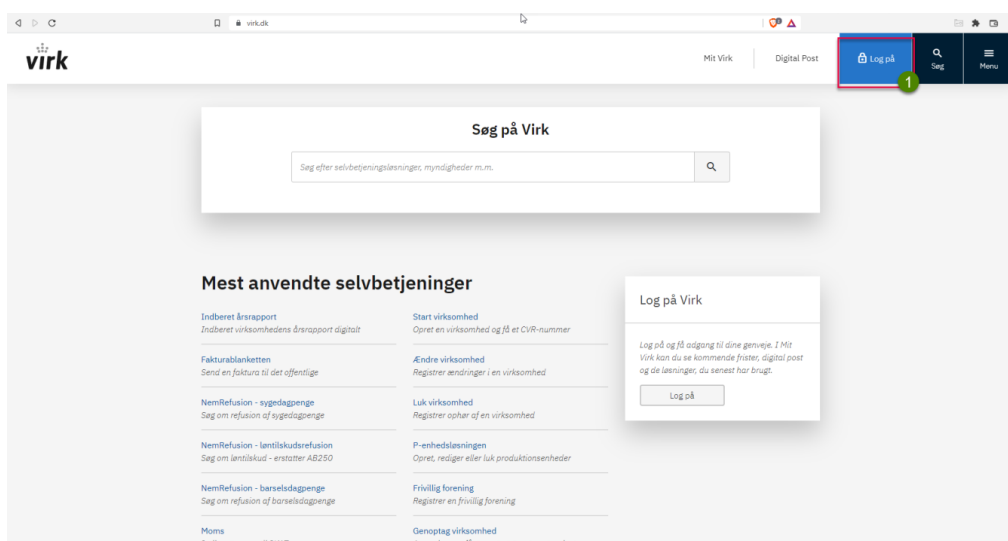 virk.dk
virk
Mit Virk
Digital Post
Log på
Søg
Menu
1
Søg på Virk
Søg efter selvbetjeningsløsninger, myndigheder m.m.
Mest anvendte selvbetjeninger
Indberet årsrapport
Indberet virksomhedens årsrapport digitalt
Fakturablanketten
Send en faktura til det offentlige
NemRefusion - sygedagpenge
Søg om refusion af sygedagpenge
NemRefusion - løntilskudsrefusion
Søg om løntilskud - erstatter AB250
NemRefusion - barselsdagpenge
Søg om refusion af barselsdagpenge
Moms
Start virksomhed
Opret en virksomhed og få et CVR-nummer
Ændre virksomhed
Registrer ændringer i en virksomhed
Luk virksomhed
Registrer ophør af en virksomhed
P-enhedsløsningen
Opret, rediger eller luk produktionsenheder
Frivillig forening
Registrer en frivillig forening
Genoptag virksomhed
Log på Virk
Log på og få adgang til dine genveje. I Mit
Virk kan du se kommende frister, digital post
og de løsninger, du senest har brugt.
Log på